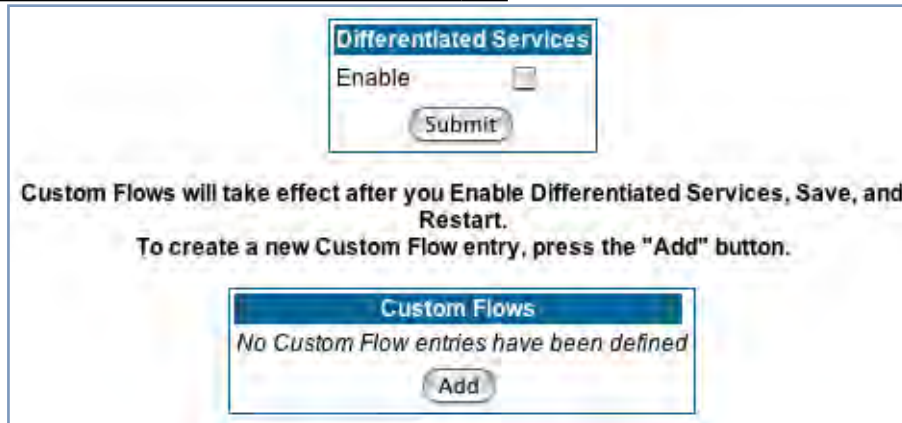 Differentiated Services
Enable
Submit
Custom Flows will take effect after you Enable Differentiated Services, Save, and
Restart.
To create a new Custom Flow entry, press the "Add" button.
Custom Flows
No Custom Flow entries have been defined
Add